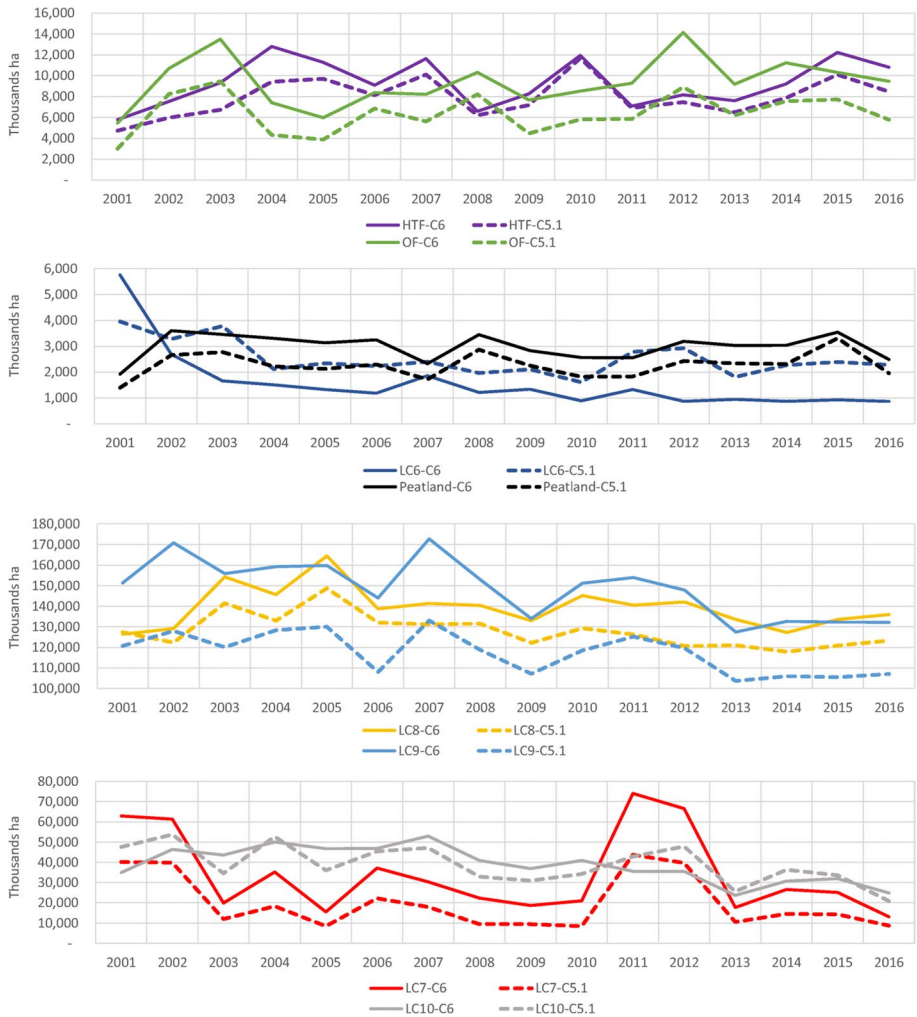 Thousands ha
16,000
14,000
12,000
10,000
8,000
6,000
4,000
2,000
-
2001 2002 2003 2004 2005 2006 2007 2008 2009 2010 2011 2012 2013 2014 2015 2016
HTF-C6 HTF-C5.1
OF-C6 OF-C5.1
Thousands ha
6,000
5,000
4,000
3,000
2,000
1,000
-
2001 2002 2003 2004 2005 2006 2007 2008 2009 2010 2011 2012 2013 2014 2015 2016
LC6-C6 LC6-C5.1
Peatland-C6 Peatland-C5.1
Thousands ha
180,000
170,000
160,000
150,000
140,000
130,000
120,000
110,000
100,000
2001 2002 2003 2004 2005 2006 2007 2008 2009 2010 2011 2012 2013 2014 2015 2016
LC8-C6 LC8-C5.1
LC9-C6 LC9-C5.1
Thousands ha
80,000
70,000
60,000
50,000
40,000
30,000
20,000
10,000
-
2001 2002 2003 2004 2005 2006 2007 2008 2009 2010 2011 2012 2013 2014 2015 2016
LC7-C6 LC7-C5.1
LC10-C6 LC10-C5.1